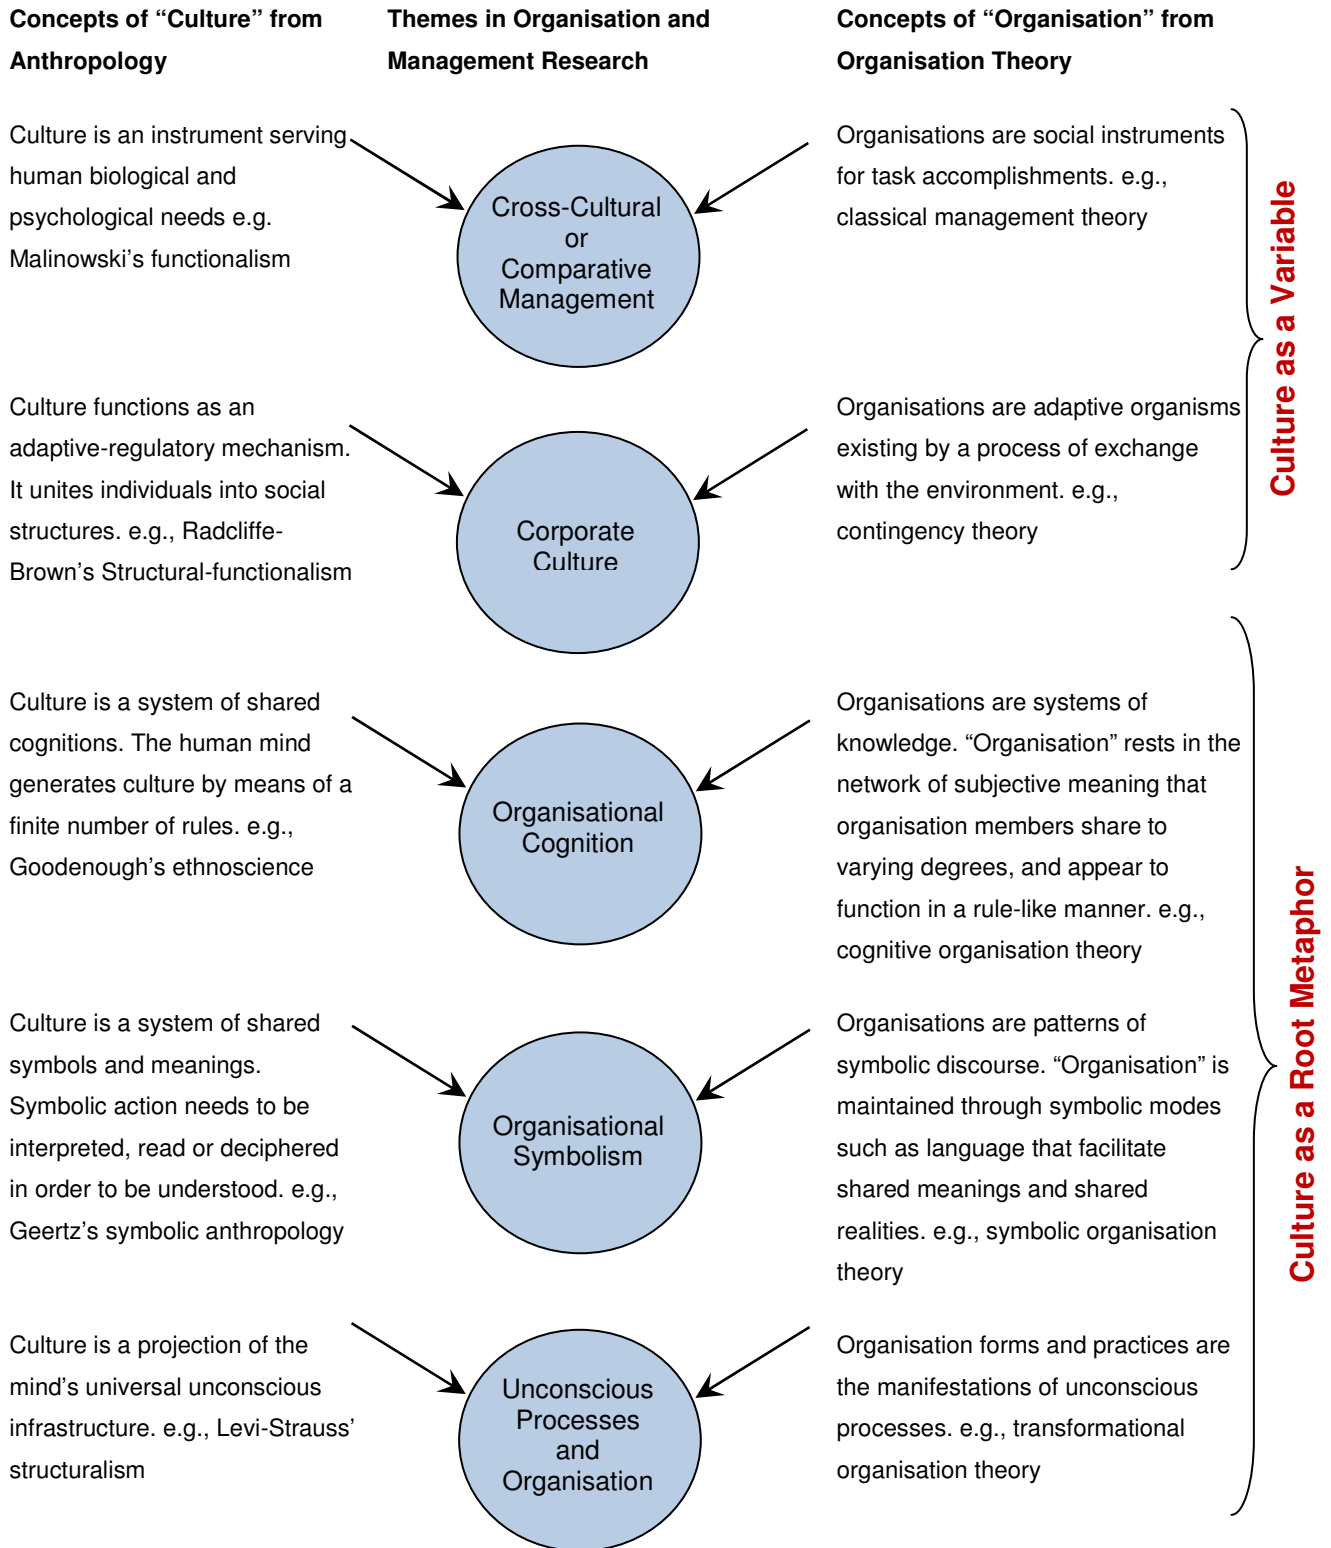 Concepts of “Culture” from
Anthropology
Themes in Organisation and
Management Research
Concepts of “Organisation” from
Organisation Theory
Culture is an instrument serving
human biological and
psychological needs e.g.
Malinowski’s functionalism
Cross-Cultural
or
Comparative
Management
Organisations are social instruments
for task accomplishments. e.g.,
classical management theory
Culture as a Variable
Culture functions as an
adaptive-regulatory mechanism.
It unites individuals into social
structures. e.g., Radcliffe-
Brown’s Structural-functionalism
Corporate
Culture
Organisations are adaptive organisms
existing by a process of exchange
with the environment. e.g.,
contingency theory
Culture is a system of shared
cognitions. The human mind
generates culture by means of a
finite number of rules. e.g.,
Goodenough’s ethnoscience
Organisational
Cognition
Organisations are systems of
knowledge. “Organisation” rests in the
network of subjective meaning that
organisation members share to
varying degrees, and appear to
function in a rule-like manner. e.g.,
cognitive organisation theory
Culture as a Root Metaphor
Culture is a system of shared
symbols and meanings.
Symbolic action needs to be
interpreted, read or deciphered
in order to be understood. e.g.,
Geertz’s symbolic anthropology
Organisational
Symbolism
Organisations are patterns of
symbolic discourse. “Organisation” is
maintained through symbolic modes
such as language that facilitate
shared meanings and shared
realities. e.g., symbolic organisation
theory
Culture is a projection of the
mind’s universal unconscious
infrastructure. e.g., Levi-Strauss’
structuralism
Unconscious
Processes
and
Organisation
Organisation forms and practices are
the manifestations of unconscious
processes. e.g., transformational
organisation theory